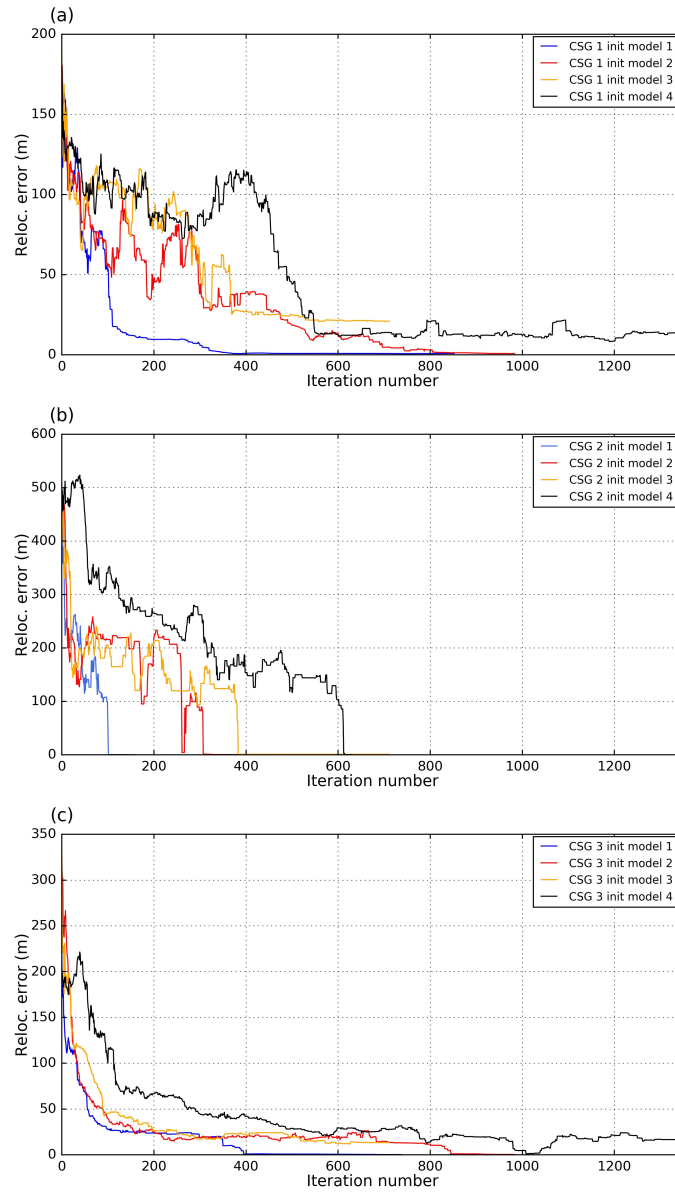 (a)
200
150
100
50
0
Reloc. error (m)
CSG 1 init model 1
CSG 1 init model 2
CSG 1 init model 3
CSG 1 init model 4
0 200 400 600 800 1000 1200
Iteration number
(b)
600
500
400
300
200
100
0
Reloc. error (m)
CSG 2 init model 1
CSG 2 init model 2
CSG 2 init model 3
CSG 2 init model 4
0 200 400 600 800 1000 1200
Iteration number
(c)
350
300
250
200
150
100
50
0
Reloc. error (m)
CSG 3 init model 1
CSG 3 init model 2
CSG 3 init model 3
CSG 3 init model 4
0 200 400 600 800 1000 1200
Iteration number